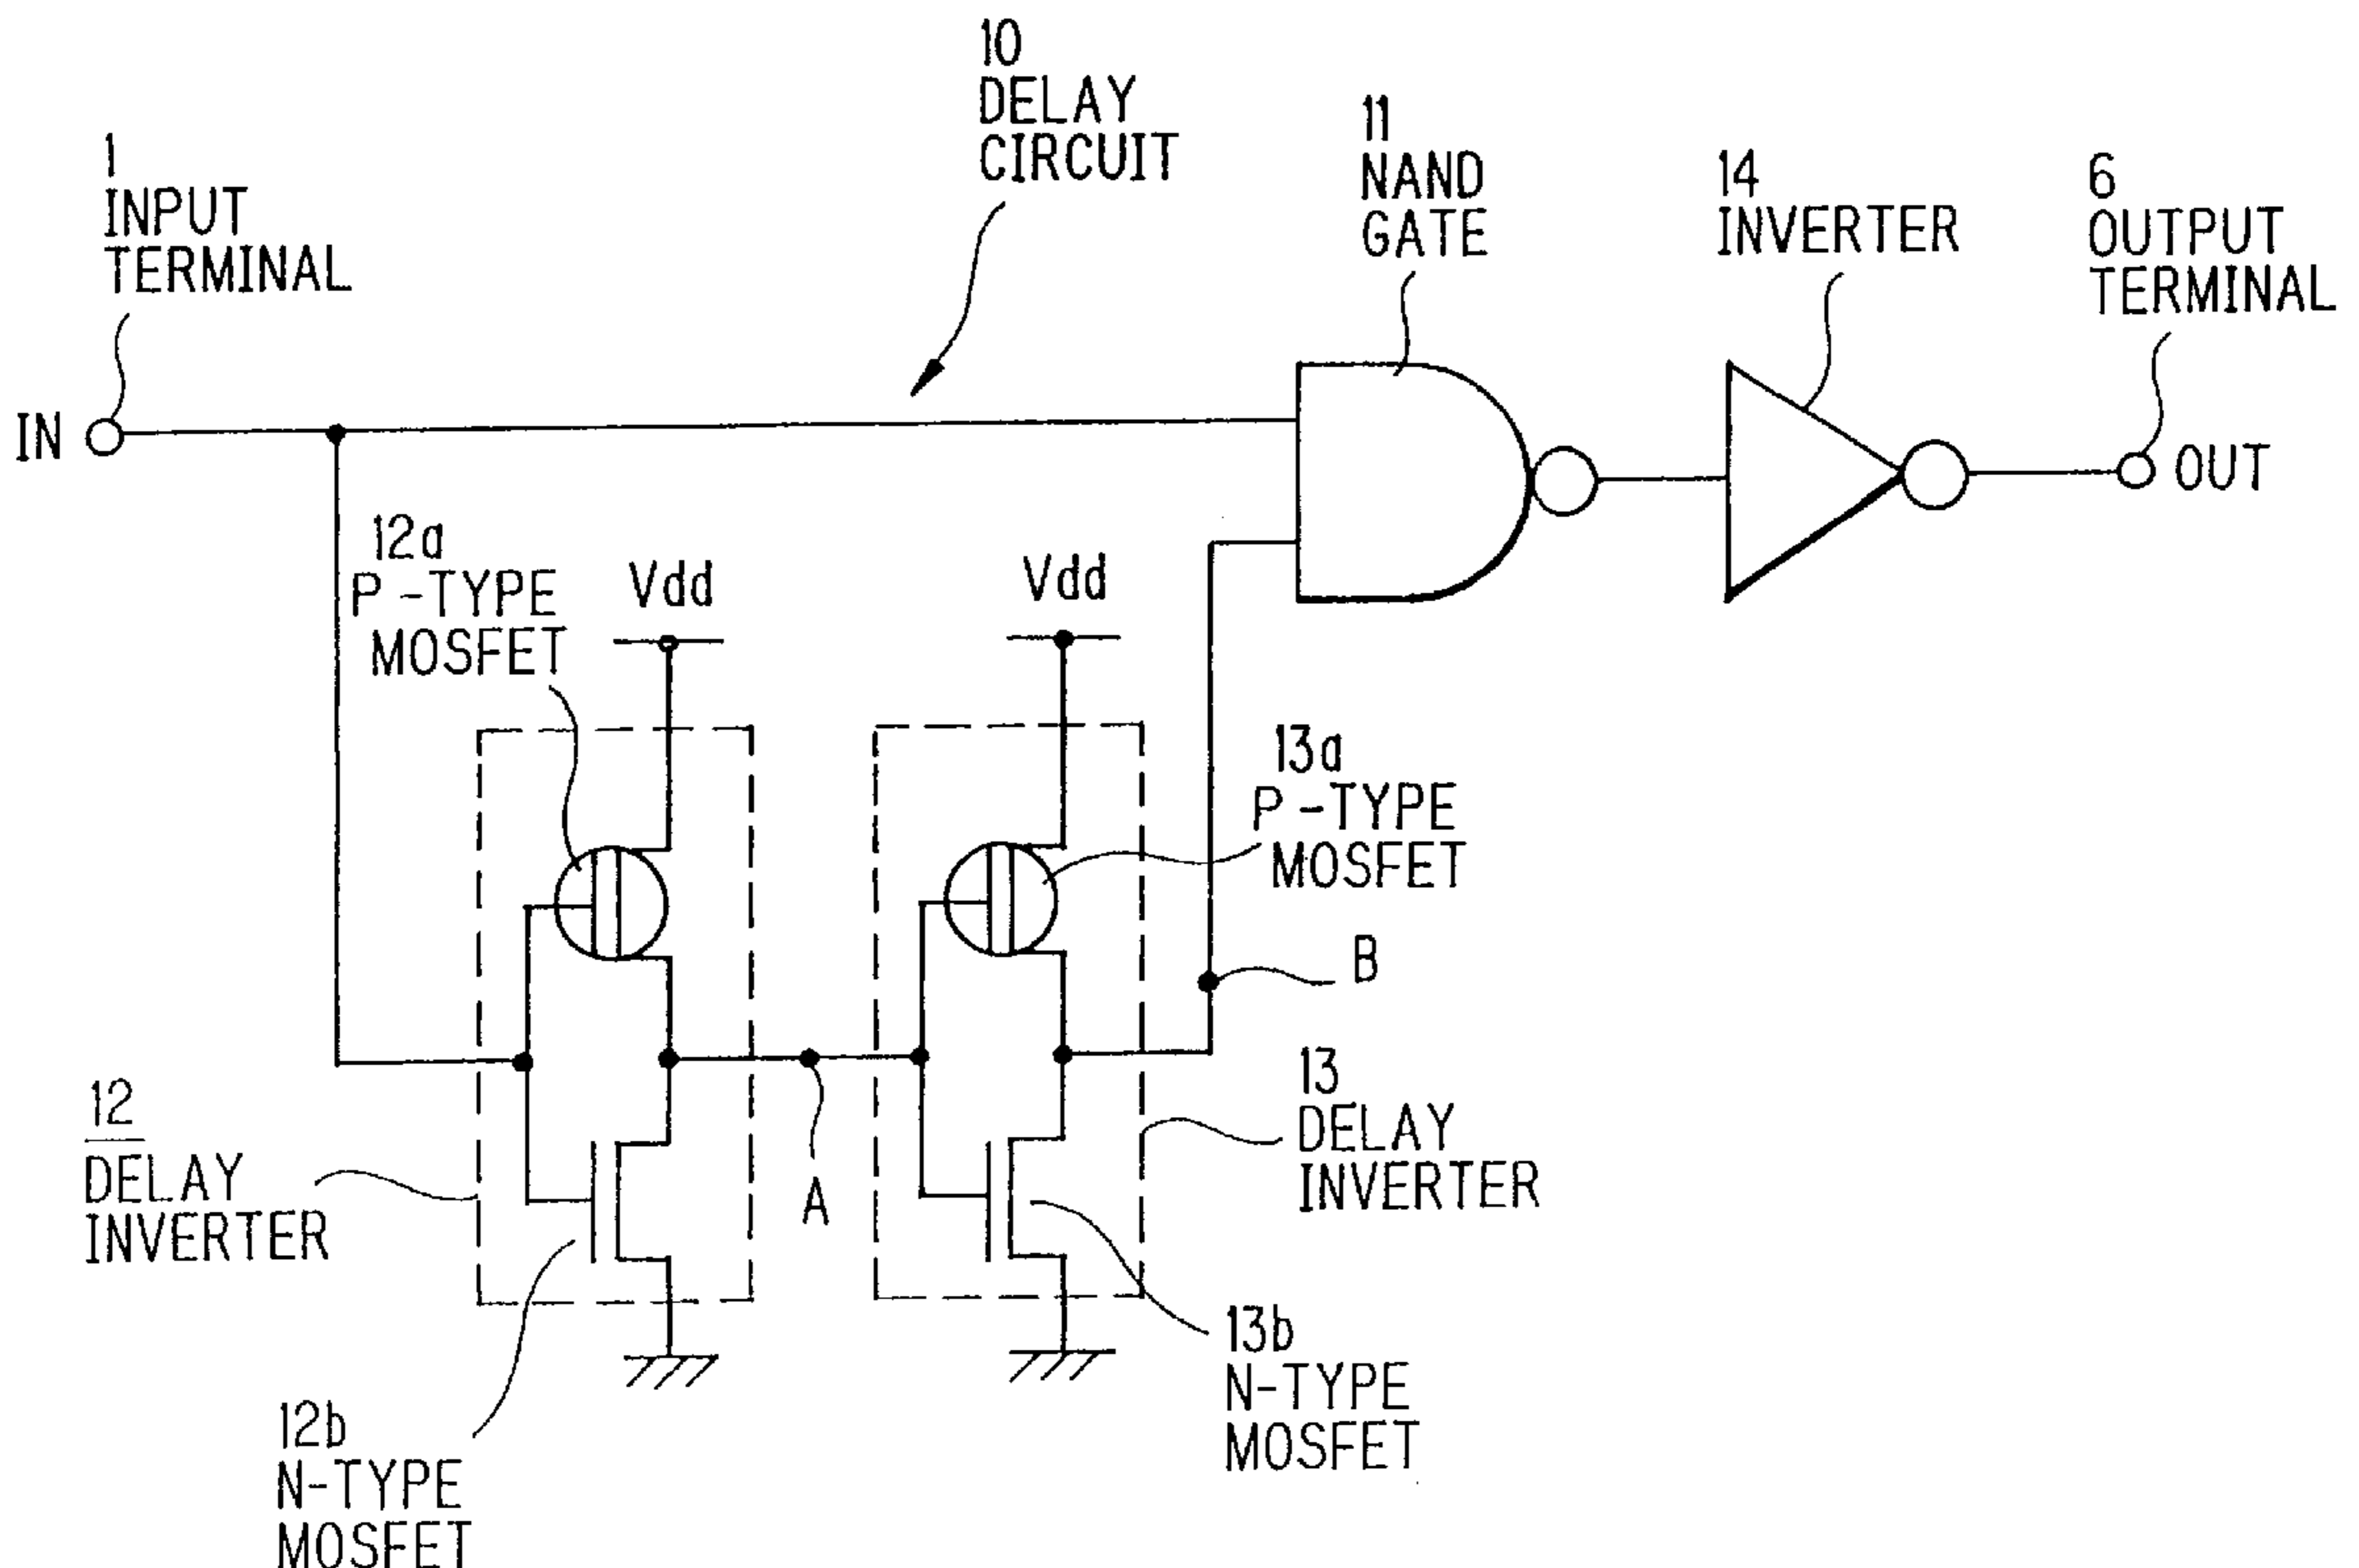 10
DELAY
CIRCUIT
11
NAND
GATE
1
INPUT
TERMINAL
14
INVERTER
6
OUTPUT
TERMINAL
IN
OUT
12a
P-TYPE
MOSFET
Vdd
Vdd
13a
P-TYPE
MOSFET
B
12
DELAY
INVERTER
A
13
DELAY
INVERTER
13b
N-TYPE
MOSFET
12b
N-TYPE
MOSFET